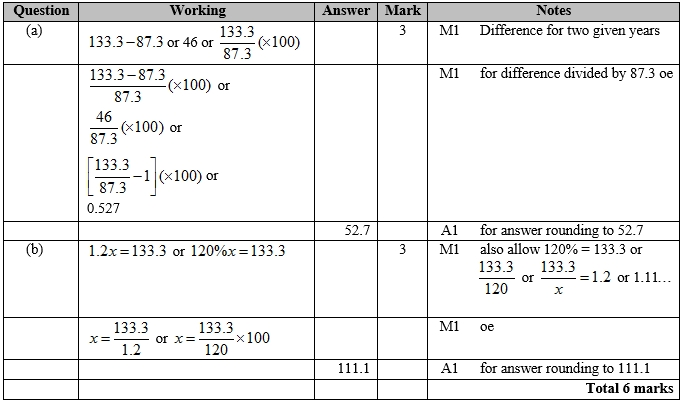 Question Working Answer Mark Notes
(a) 133.3 – 87.3 or 46 or 133.3/87.3 (×100) 3 M1 Difference for two given years
(133.3 – 87.3)/87.3 (×100) or M1 for difference divided by 87.3 oe
46/87.3 (×100) or
[133.3/87.3 – 1] (×100) or
0.527
52.7 A1 for answer rounding to 52.7
(b) 1.2x = 133.3 or 120%x = 133.3 3 M1 also allow 120% = 133.3 or
133.3/120 or 133.3/x = 1.2 or 1.11…
x = 133.3/1.2 or x = 133.3/120 × 100 M1 oe
111.1 A1 for answer rounding to 111.1
Total 6 marks